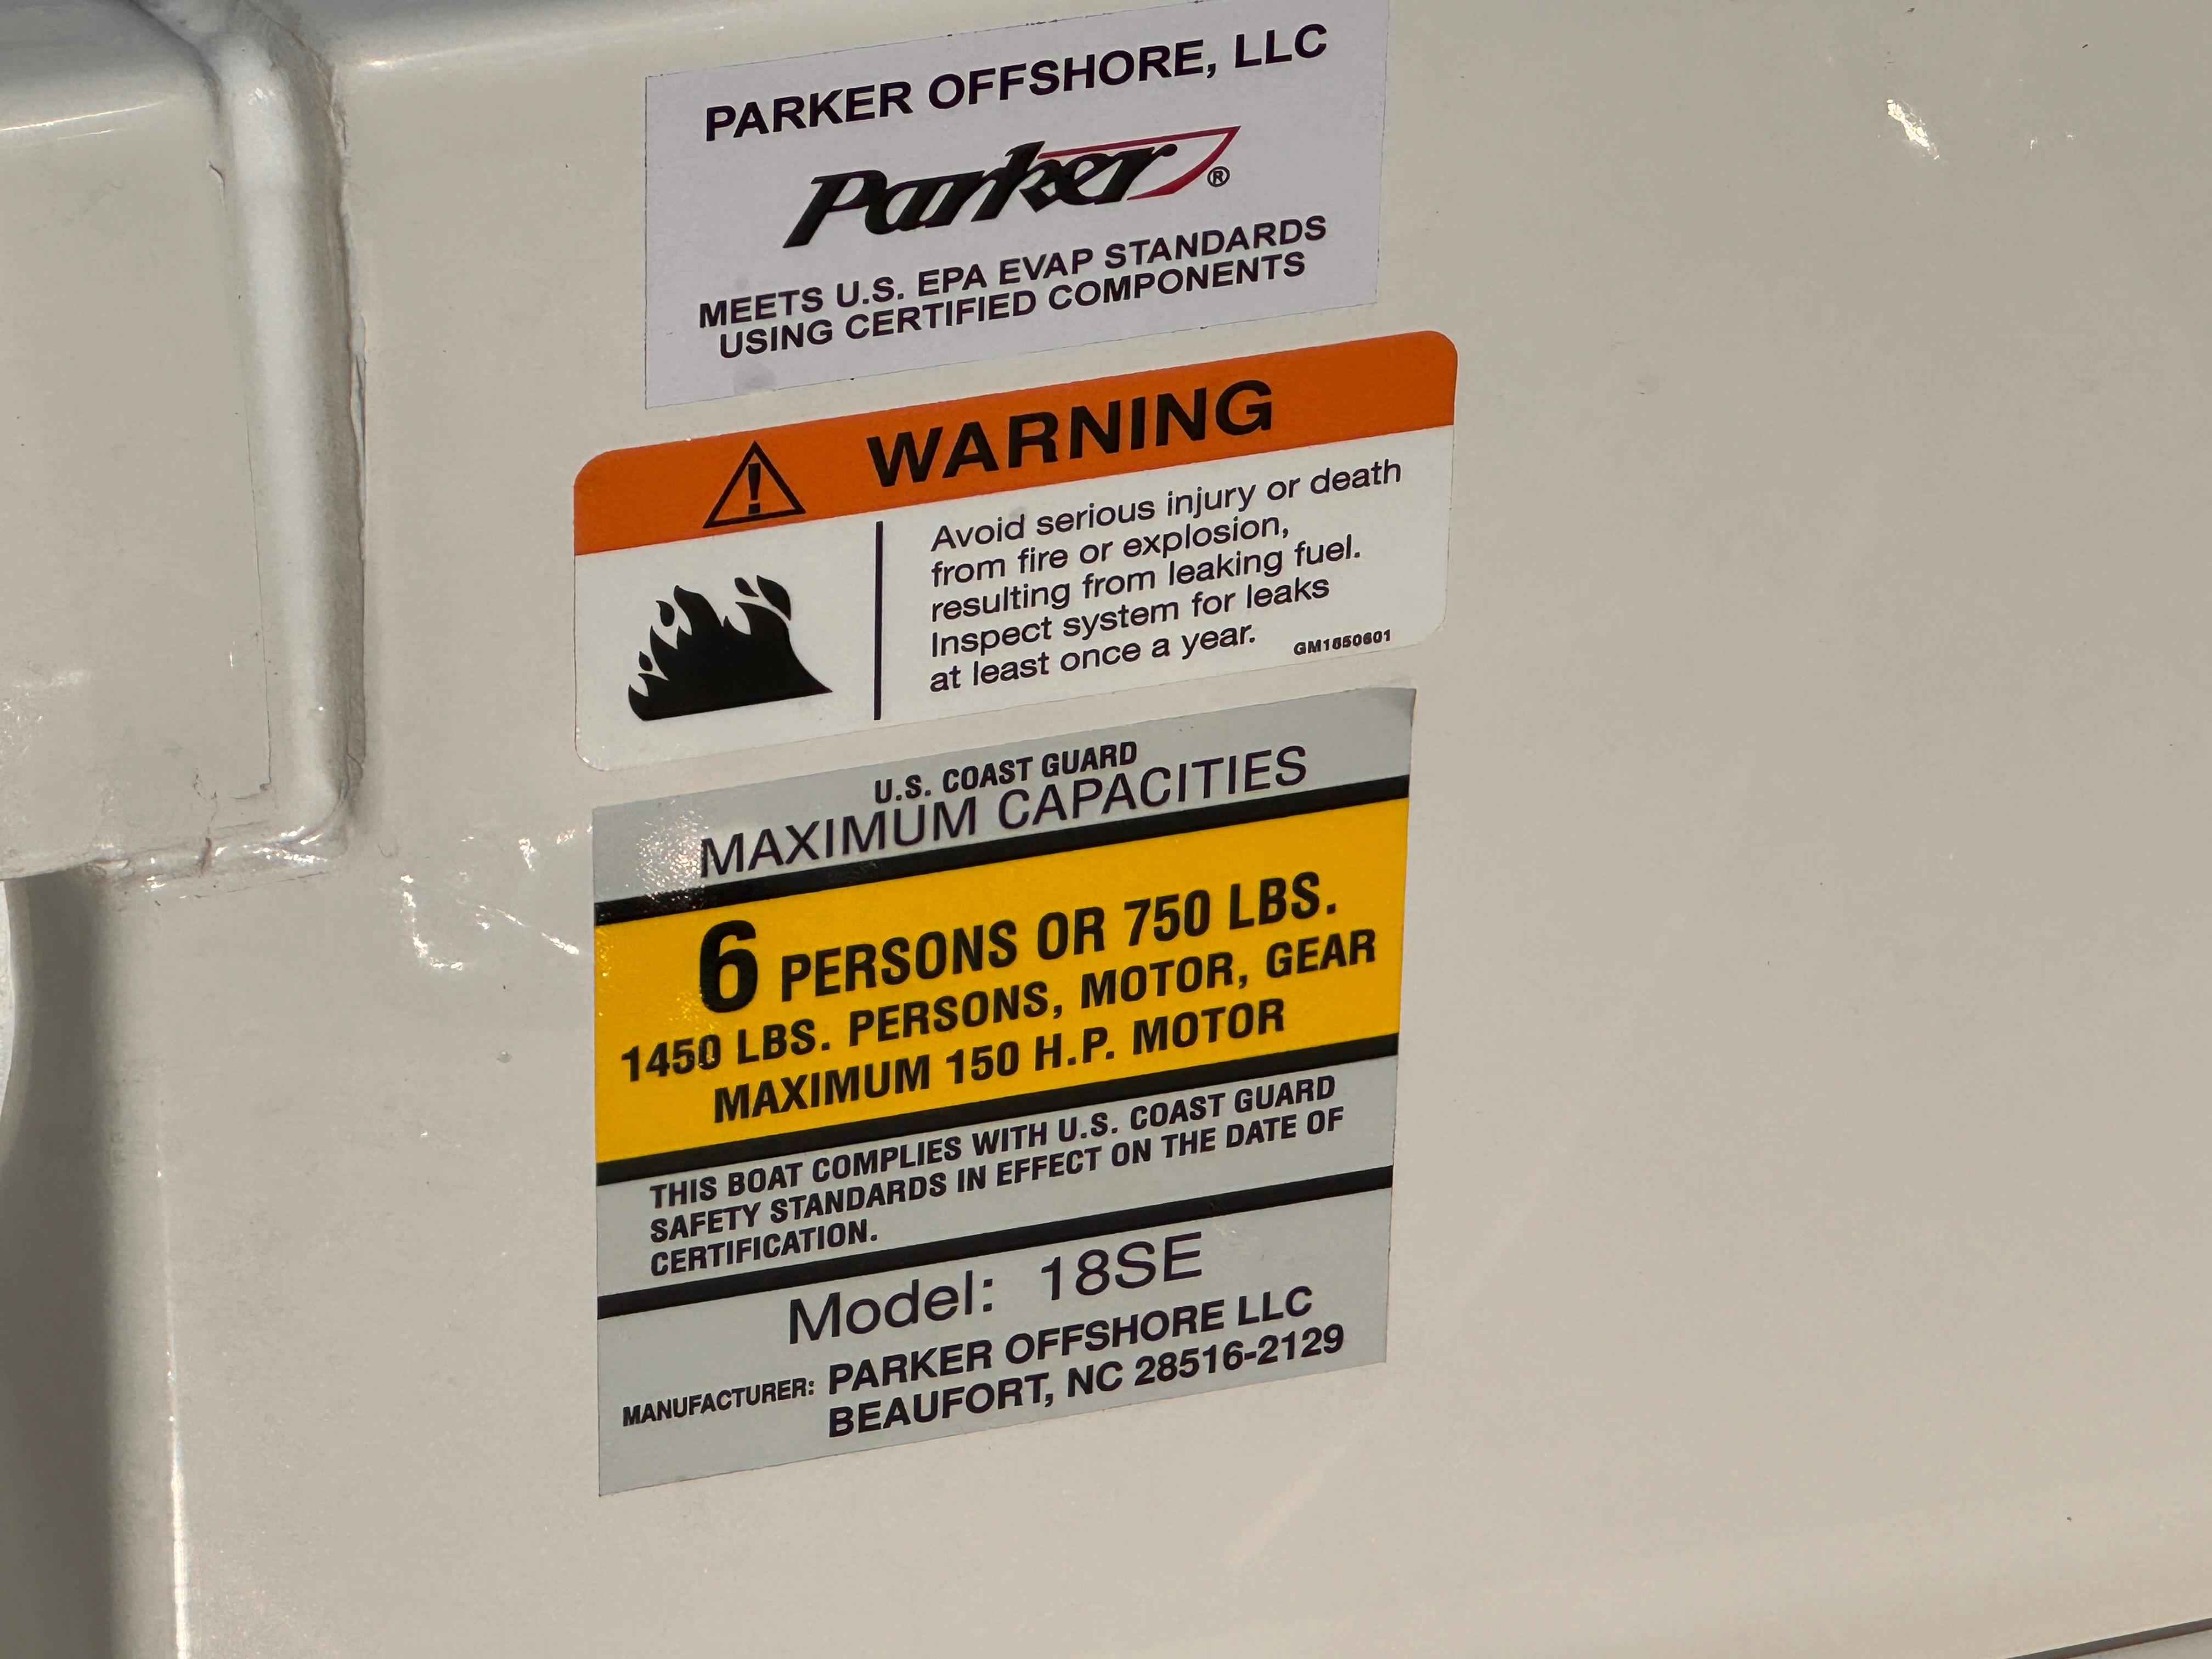 PARKER OFFSHORE, LLC
Parker®
MEETS U.S. EPA EVAP STANDARDS
USING CERTIFIED COMPONENTS
WARNING
Avoid serious injury or death
from fire or explosion,
resulting from leaking fuel.
Inspect system for leaks
at least once a year.
GM1650601
U.S. COAST GUARD
MAXIMUM CAPACITIES
6 PERSONS OR 750 LBS.
1450 LBS. PERSONS, MOTOR, GEAR
MAXIMUM 150 H.P. MOTOR
THIS BOAT COMPLIES WITH U.S. COAST GUARD
SAFETY STANDARDS IN EFFECT ON THE DATE OF
CERTIFICATION.
Model: 18SE
MANUFACTURER: PARKER OFFSHORE LLC
BEAUFORT, NC 28516-2129